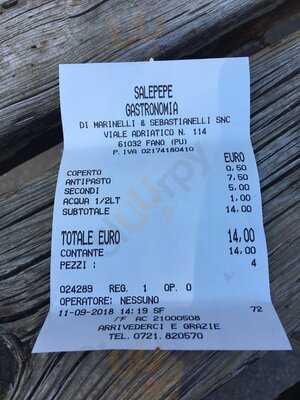 SALEPEPE
GASTRONOMIA
DI MARINELLI & SEBASTIANELLI SNC
VIALE ADRIATICO N. 114
61032 FANO (PU)
P.IVA 02174180410
EURO
COPERTO 0,50
ANTIPASTO 7,50
SECONDI 5,00
ACQUA 1/2LT 1,00
SUBTOTALE 14,00
TOTALE EURO 14,00
CONTANTE 14,00
PEZZI : 4
024289 REG. 1 OP. 0
OPERATORE: NESSUNO
11-09-2018 14:19 SF 72
/F AC 21000508
ARRIVEDERCI E GRAZIE
TEL. 0721.820570